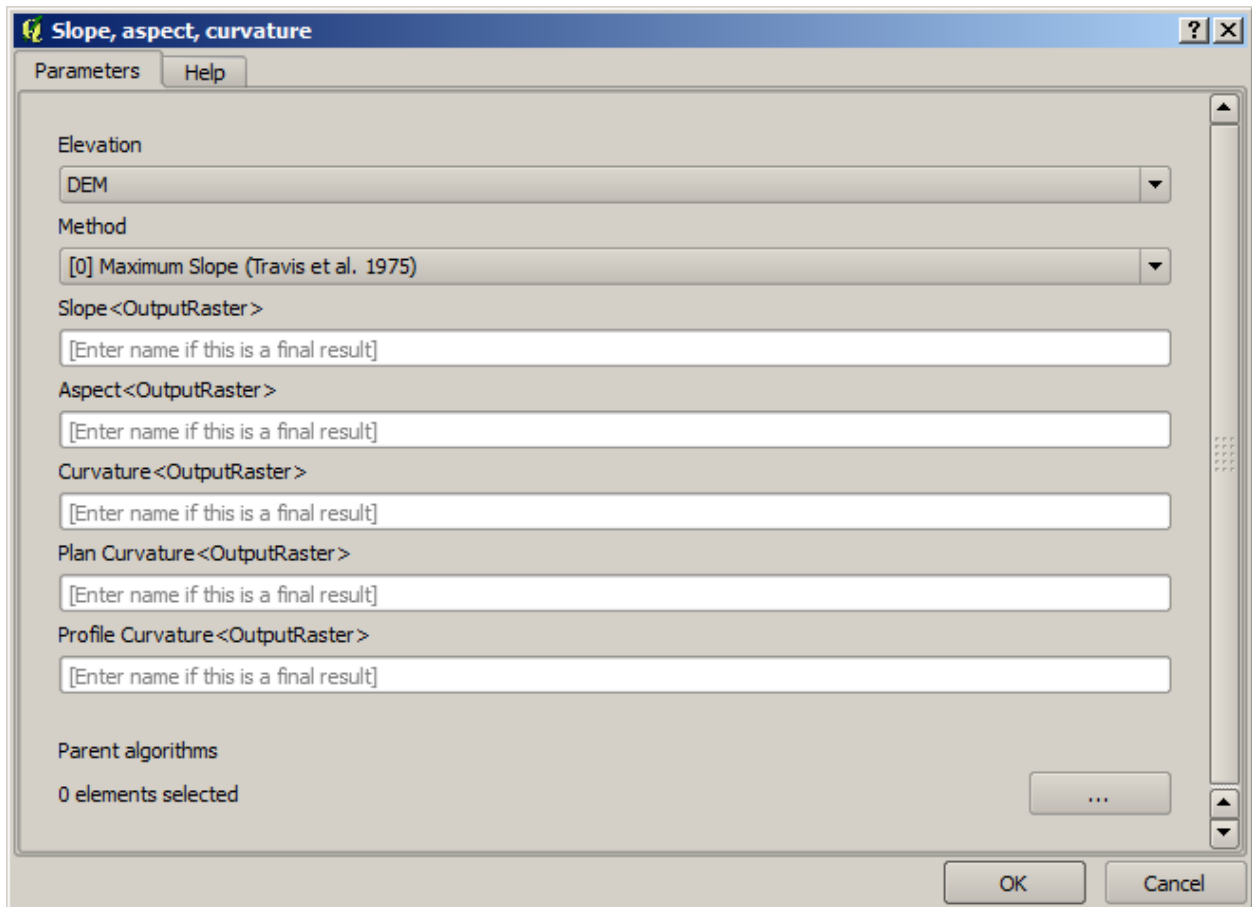 Slope, aspect, curvature
Parameters Help
Elevation
DEM
Method
[0] Maximum Slope (Travis et al. 1975)
Slope<OutputRaster>
[Enter name if this is a final result]
Aspect<OutputRaster>
[Enter name if this is a final result]
Curvature<OutputRaster>
[Enter name if this is a final result]
Plan Curvature<OutputRaster>
[Enter name if this is a final result]
Profile Curvature<OutputRaster>
[Enter name if this is a final result]
Parent algorithms
0 elements selected ...
OK Cancel